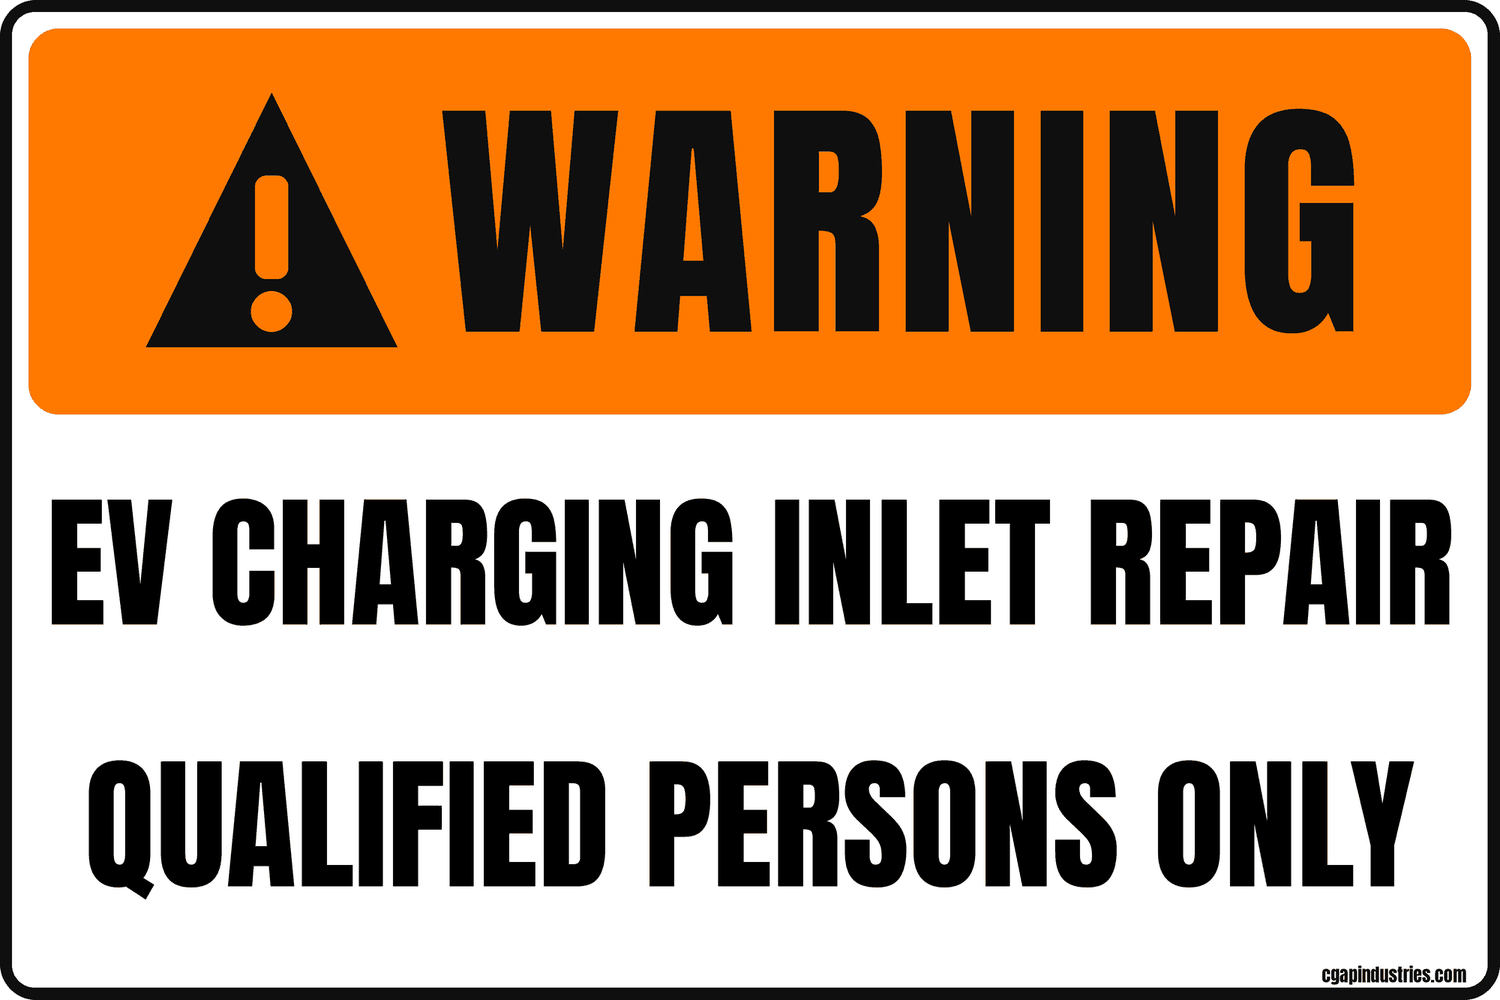 WARNING
EV CHARGING INLET REPAIR
QUALIFIED PERSONS ONLY
cgapindustries.com